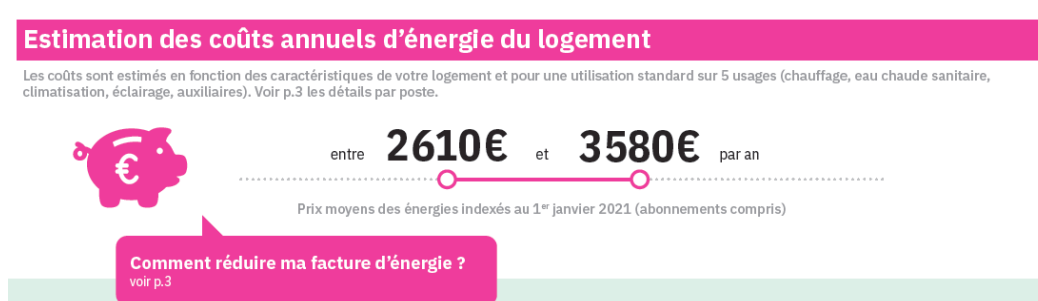 Estimation des coûts annuels d’énergie du logement
Les coûts sont estimés en fonction des caractéristiques de votre logement et pour une utilisation standard sur 5 usages (chauffage, eau chaude sanitaire,
climatisation, éclairage, auxiliaires). Voir p.3 les détails par poste.
€
entre 2610€ et 3580€ par an
Prix moyens des énergies indexés au 1er janvier 2021 (abonnements compris)
Comment réduire ma facture d’énergie ?
voir p.3